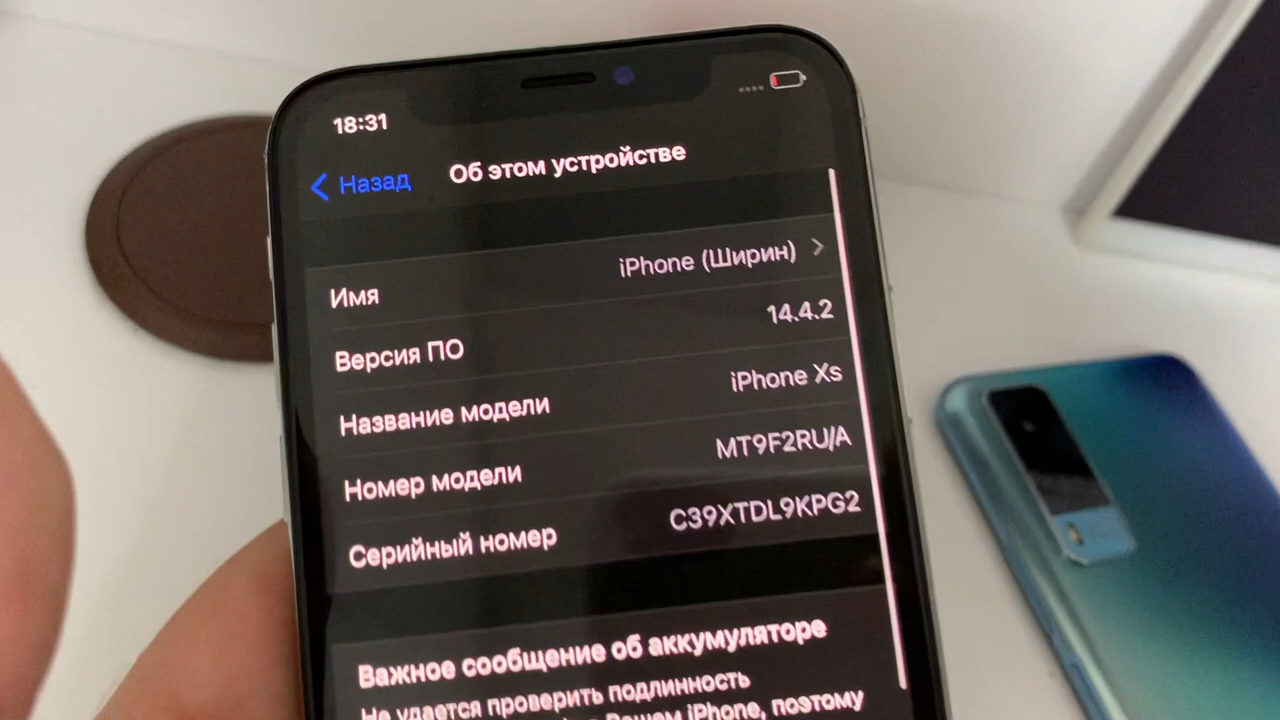 18:31
Назад
Об этом устройстве
Имя
iPhone (Ширин)
Версия ПО
14.4.2
Название модели
iPhone Xs
Номер модели
MT9F2RU/A
Серийный номер
C39XTDL9KPG2
Важное сообщение об аккумуляторе
Не удается проверить подлинность
Вашем iPhone, поэтому